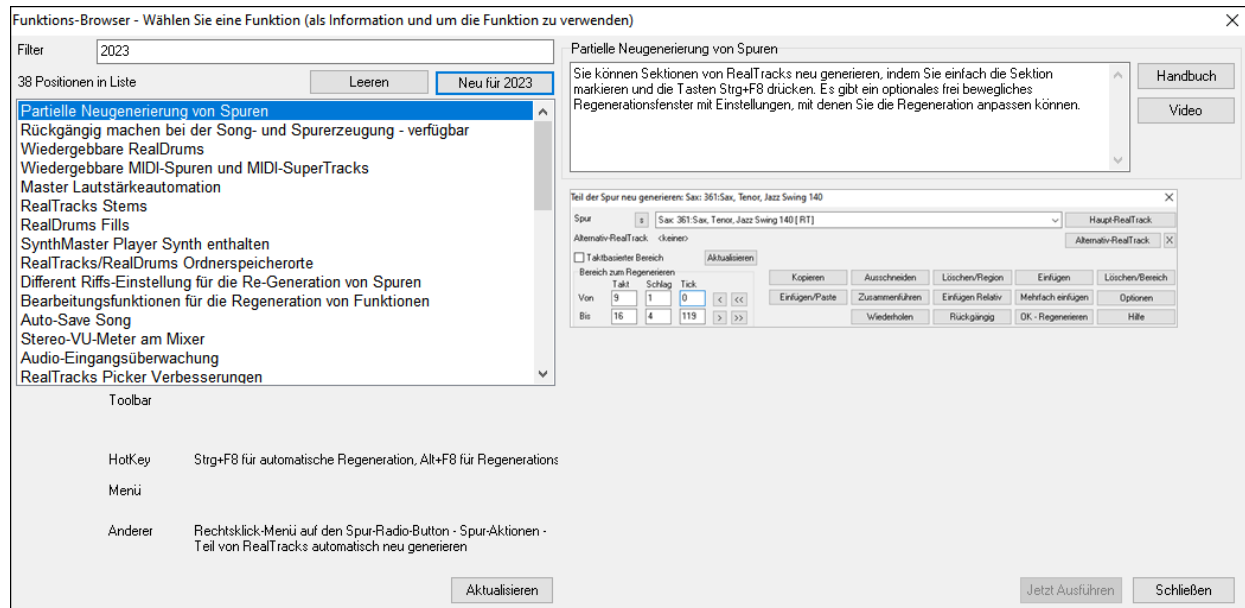 Funktions-Browser - Wählen Sie eine Funktion (als Information und um die Funktion zu verwenden)
Filter 2023
38 Positionen in Liste Leeren Neu für 2023
Partielle Neugenerierung von Spuren
Rückgängig machen bei der Song- und Spurerzeugung - verfügbar
Wiedergebbare RealDrums
Wiedergebbare MIDI-Spuren und MIDI-SuperTracks
Master Lautstärkeautomation
RealTracks Stems
RealDrums Fills
SynthMaster Player Synth enthalten
RealTracks/RealDrums Ordnerspeicherorte
Different Riffs-Einstellung für die Re-Generation von Spuren
Bearbeitungsfunktionen für die Regeneration von Funktionen
Auto-Save Song
Stereo-VU-Meter am Mixer
Audio-Eingangsüberwachung
RealTracks Picker Verbesserungen
Toolbar
HotKey Strg+F8 für automatische Regeneration, Alt+F8 für Regenerations
Menü
Anderer Rechtsklick-Menü auf den Spur-Radio-Button - Spur-Aktionen -
Teil von RealTracks automatisch neu generieren
Aktualisieren
Partielle Neugenerierung von Spuren
Sie können Sektionen von RealTracks neu generieren, indem Sie einfach die Sektion
markieren und die Tasten Strg+F8 drücken. Es gibt ein optionales frei bewegliches
Regenerationsfenster mit Einstellungen, mit denen Sie die Regeneration anpassen können.
Handbuch
Video
Teil der Spur neu generieren: Sax: 361:Sax, Tenor, Jazz Swing 140
Spur s Sax: 361:Sax, Tenor, Jazz Swing 140 [ RT] Haupt-RealTrack
Alternativ-RealTrack <keiner> Alternativ-RealTrack X
Taktbasierter Bereich Aktualisieren
Bereich zum Regenerieren
Takt Schlag Tick
Von 9 1 0 < <<
Bis 16 4 119 > >>
Kopieren Ausschneiden Löschen/Region Einfügen Löschen/Bereich
Einfügen/Paste Zusammenführen Einfügen Relativ Mehrfach einfügen Optionen
Wiederholen Rückgängig OK - Regenerieren Hilfe
Jetzt Ausführen Schließen